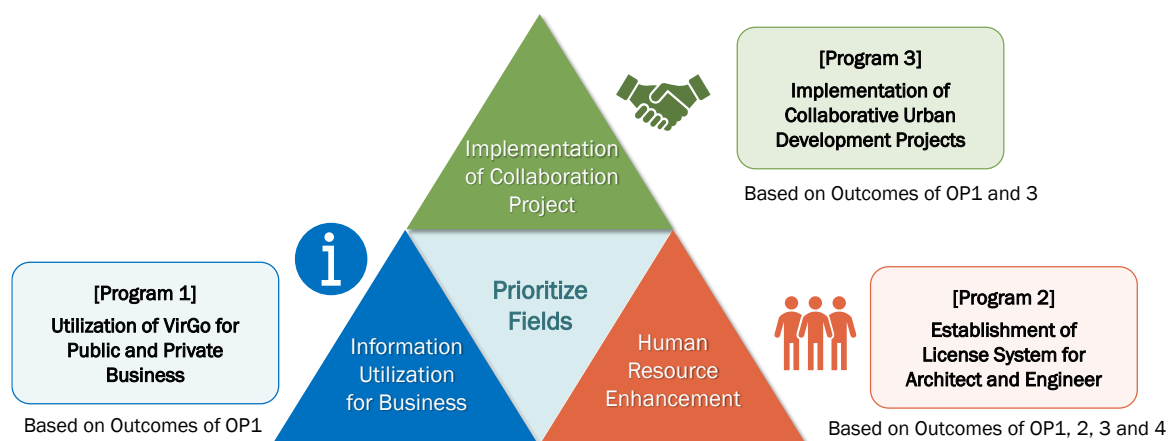 [Program 3]
Implementation of
Collaborative Urban
Development Projects
Based on Outcomes of OP1 and 3
Implementation
of Collaboration
Project
i
[Program 1]
Utilization of VirGo for
Public and Private
Business
Based on Outcomes of OP1
Prioritize
Fields
Information
Utilization
for Business
Human
Resource
Enhancement
[Program 2]
Establishment of
License System for
Architect and Engineer
Based on Outcomes of OP1, 2, 3 and 4